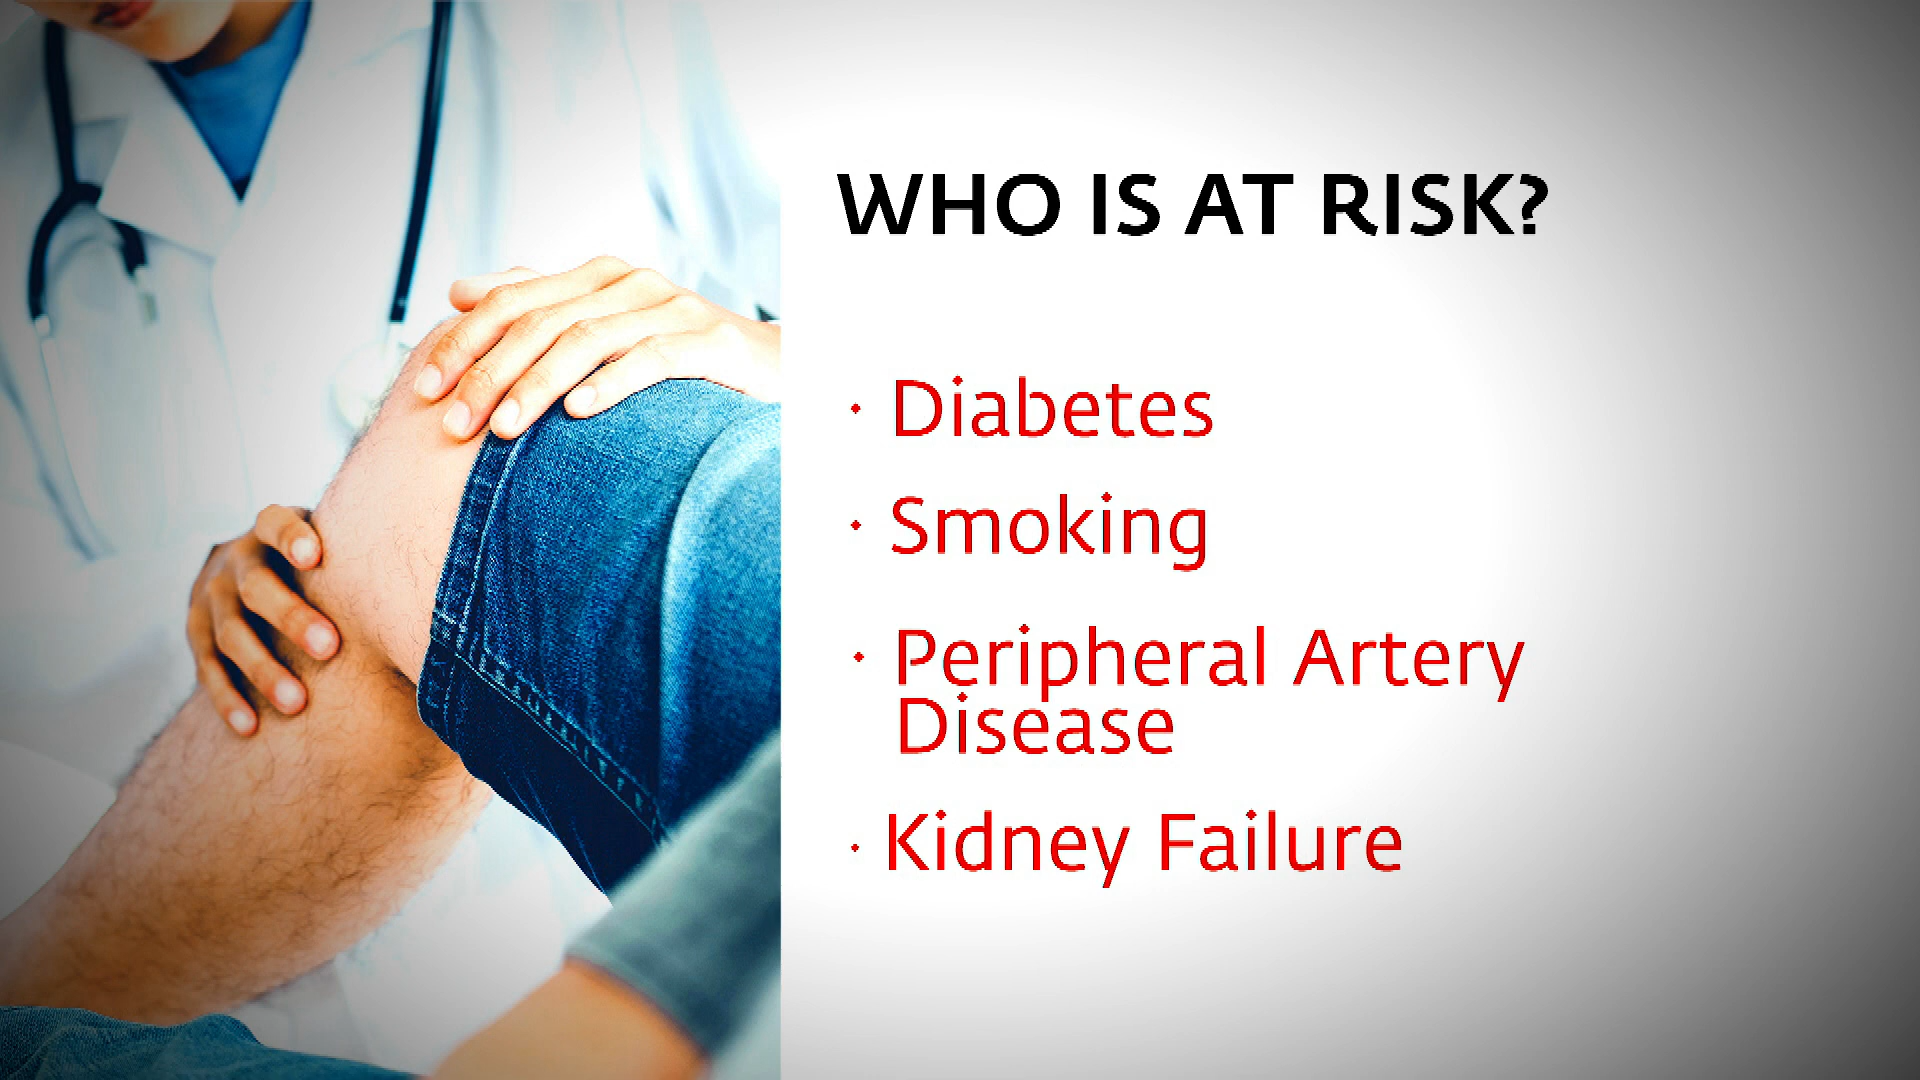 WHO IS AT RISK?
· Diabetes
· Smoking
· Peripheral Artery
Disease
· Kidney Failure